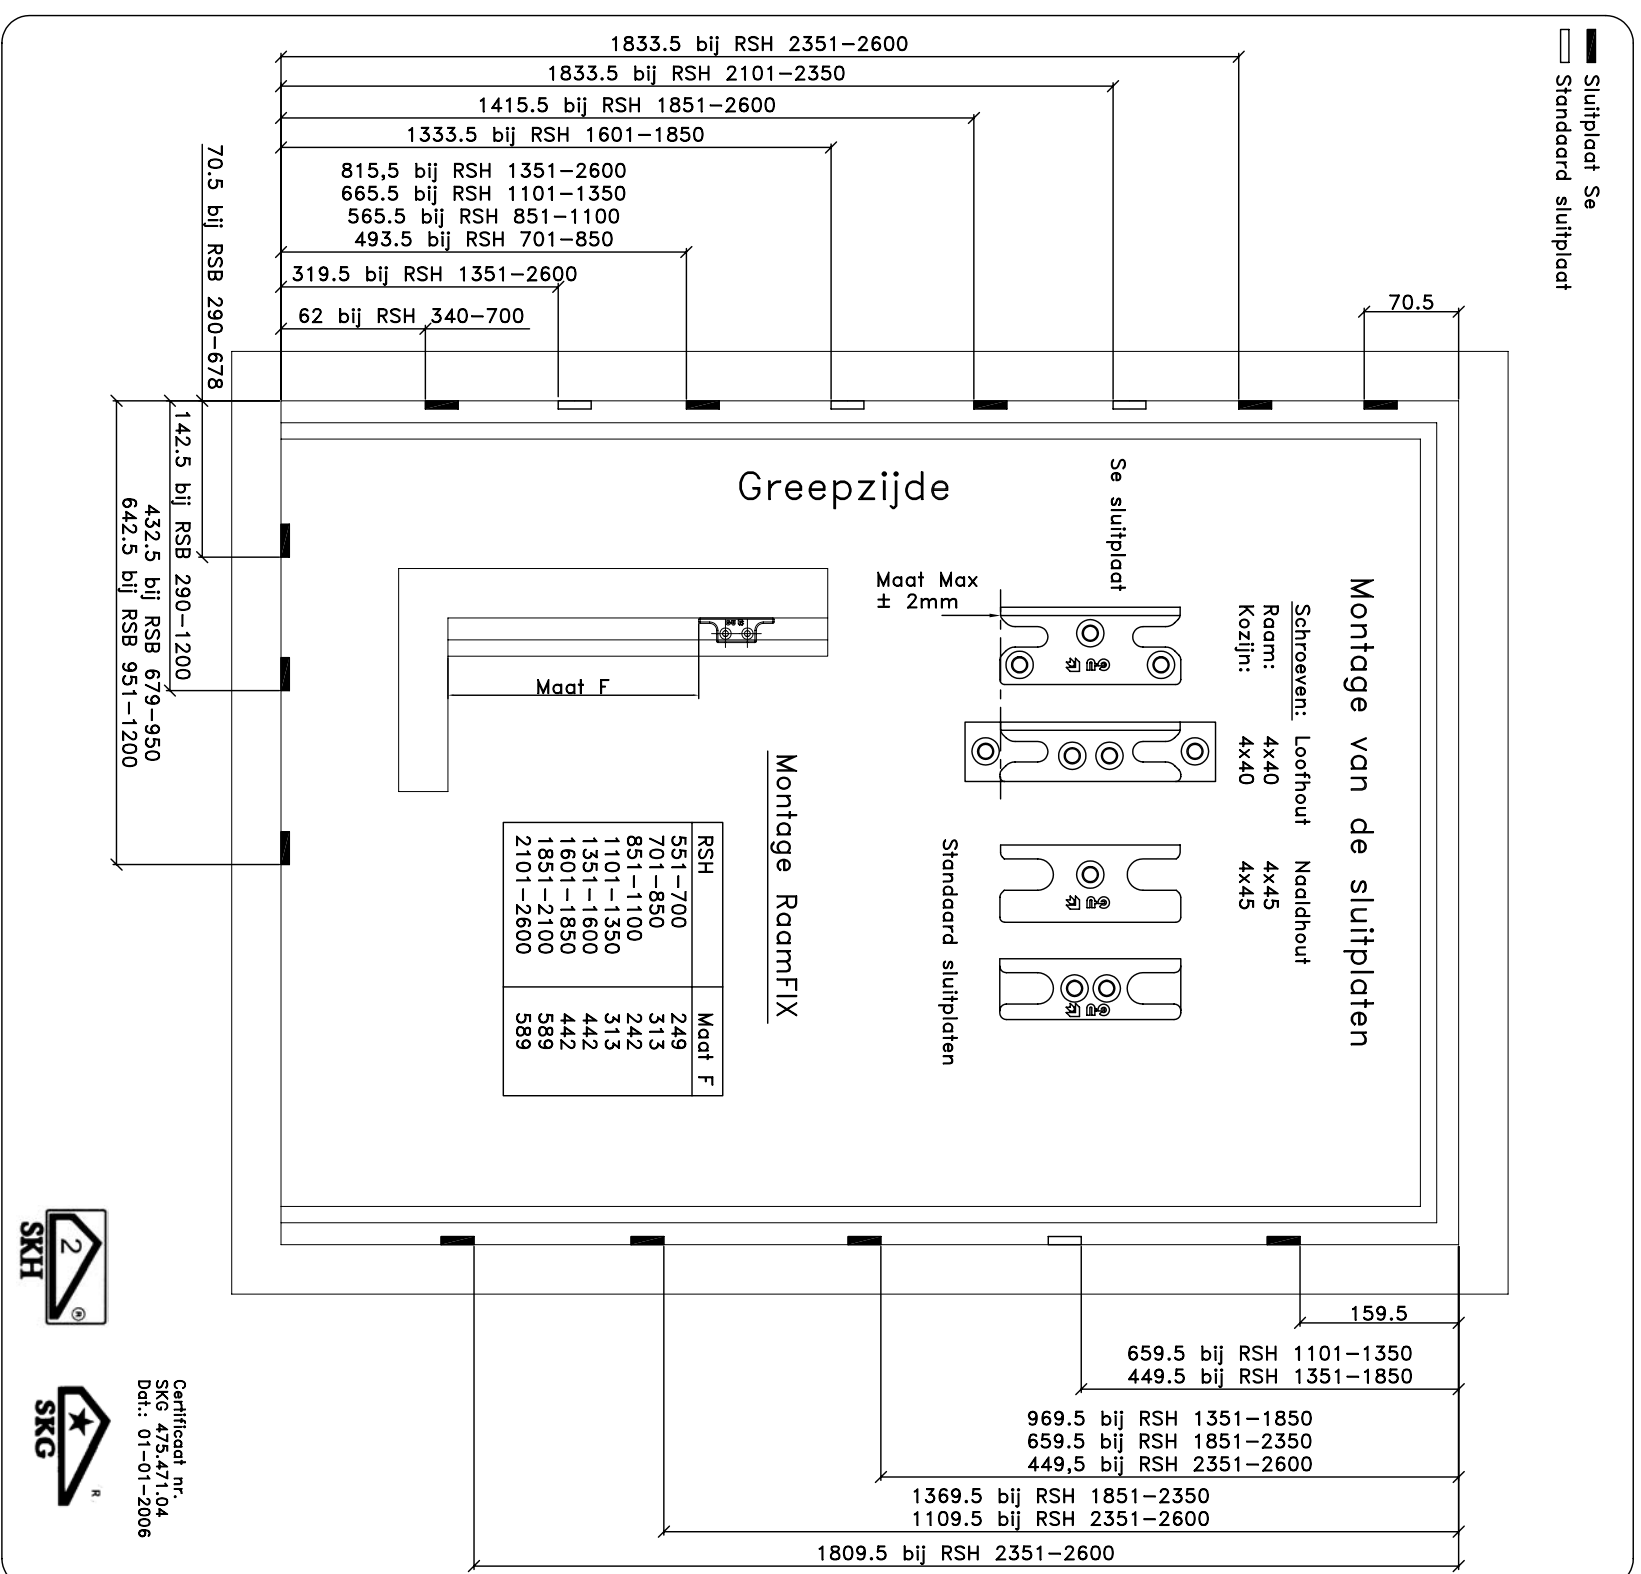 Sluitplaat Se
Standaard sluitplaat
1833.5 bij RSH 2351-2600
1833.5 bij RSH 2101-2350
1415.5 bij RSH 1851-2600
1333.5 bij RSH 1601-1850
815,5 bij RSH 1351-2600
665.5 bij RSH 1101-1350
565.5 bij RSH 851-1100
493.5 bij RSH 701-850
319.5 bij RSH 1351-2600
62 bij RSH 340-700
70.5
70.5 bij RSB 290-678
142.5 bij RSB 290-1200
432.5 bij RSB 679-950
642.5 bij RSB 951-1200
Greepzijde
Montage van de sluitplaten
Schroeven: Loofhout Naaldhout
Raam: 4x40 4x45
Kozijn: 4x40 4x45
Se sluitplaat
Maat Max
± 2mm
Standaard sluitplaten
Maat F
Montage RaamFIX
RSH Maat F
551-700 249
701-850 313
851-1100 242
1101-1350 313
1351-1600 442
1601-1850 442
1851-2100 589
2101-2600 589
159.5
659.5 bij RSH 1101-1350
449.5 bij RSH 1351-1850
969.5 bij RSH 1351-1850
659.5 bij RSH 1851-2350
449,5 bij RSH 2351-2600
1369.5 bij RSH 1851-2350
1109.5 bij RSH 2351-2600
1809.5 bij RSH 2351-2600
2
®
SKH
R.
SKG
Certificaat nr.
SKG 475.471.04
Dat.: 01-01-2006